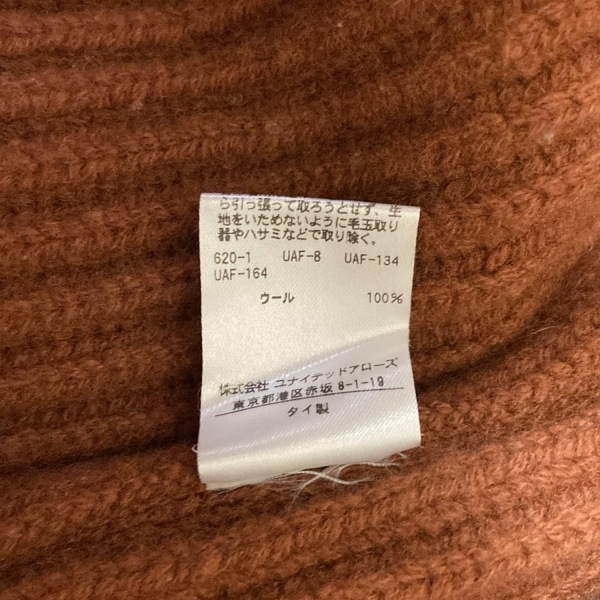 ら引っ張って取ろうとせず、生
地をいためないように毛玉取り
器やハサミなどで取り除く。
620-1 UAF-8 UAF-134
UAF-164
ウール 100%
株式会社 ユナイテッドアローズ
東京都港区赤坂 8-1-19
タイ製